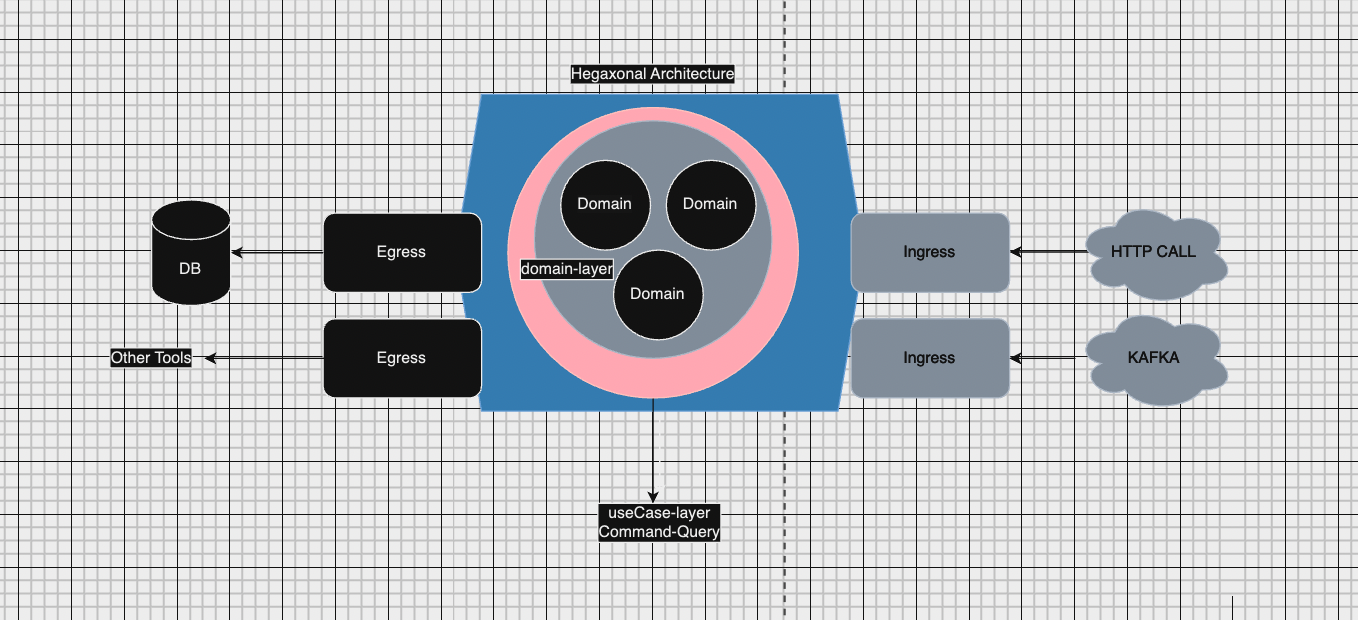 Hegaxonal Architecture
Domain
Domain
DB
Egress
domain-layer
Domain
Ingress
HTTP CALL
Other Tools
Egress
Ingress
KAFKA
useCase-layer
Command-Query